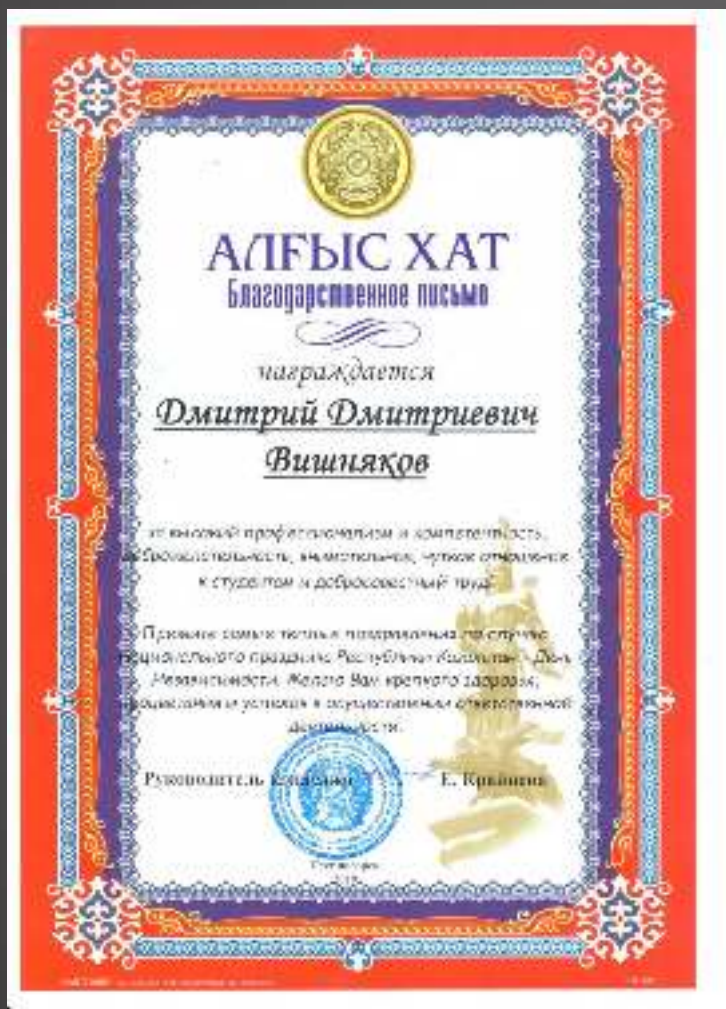 АЛҒЫС ХАТ
Благодарственное письмо
награждается
Дмитрий Дмитриевич
Вишняков
за высокий профессионализм и компетентность,
доброжелательность, внимательное, чуткое отношение
к студентам и добросовестный труд.
Примите самые теплые поздравления по случаю
национального праздника Республики Казахстан - День
Независимости. Желаю Вам крепкого здоровья,
процветания и успехов в осуществлении ответственной
деятельности.
Руководитель
Е.